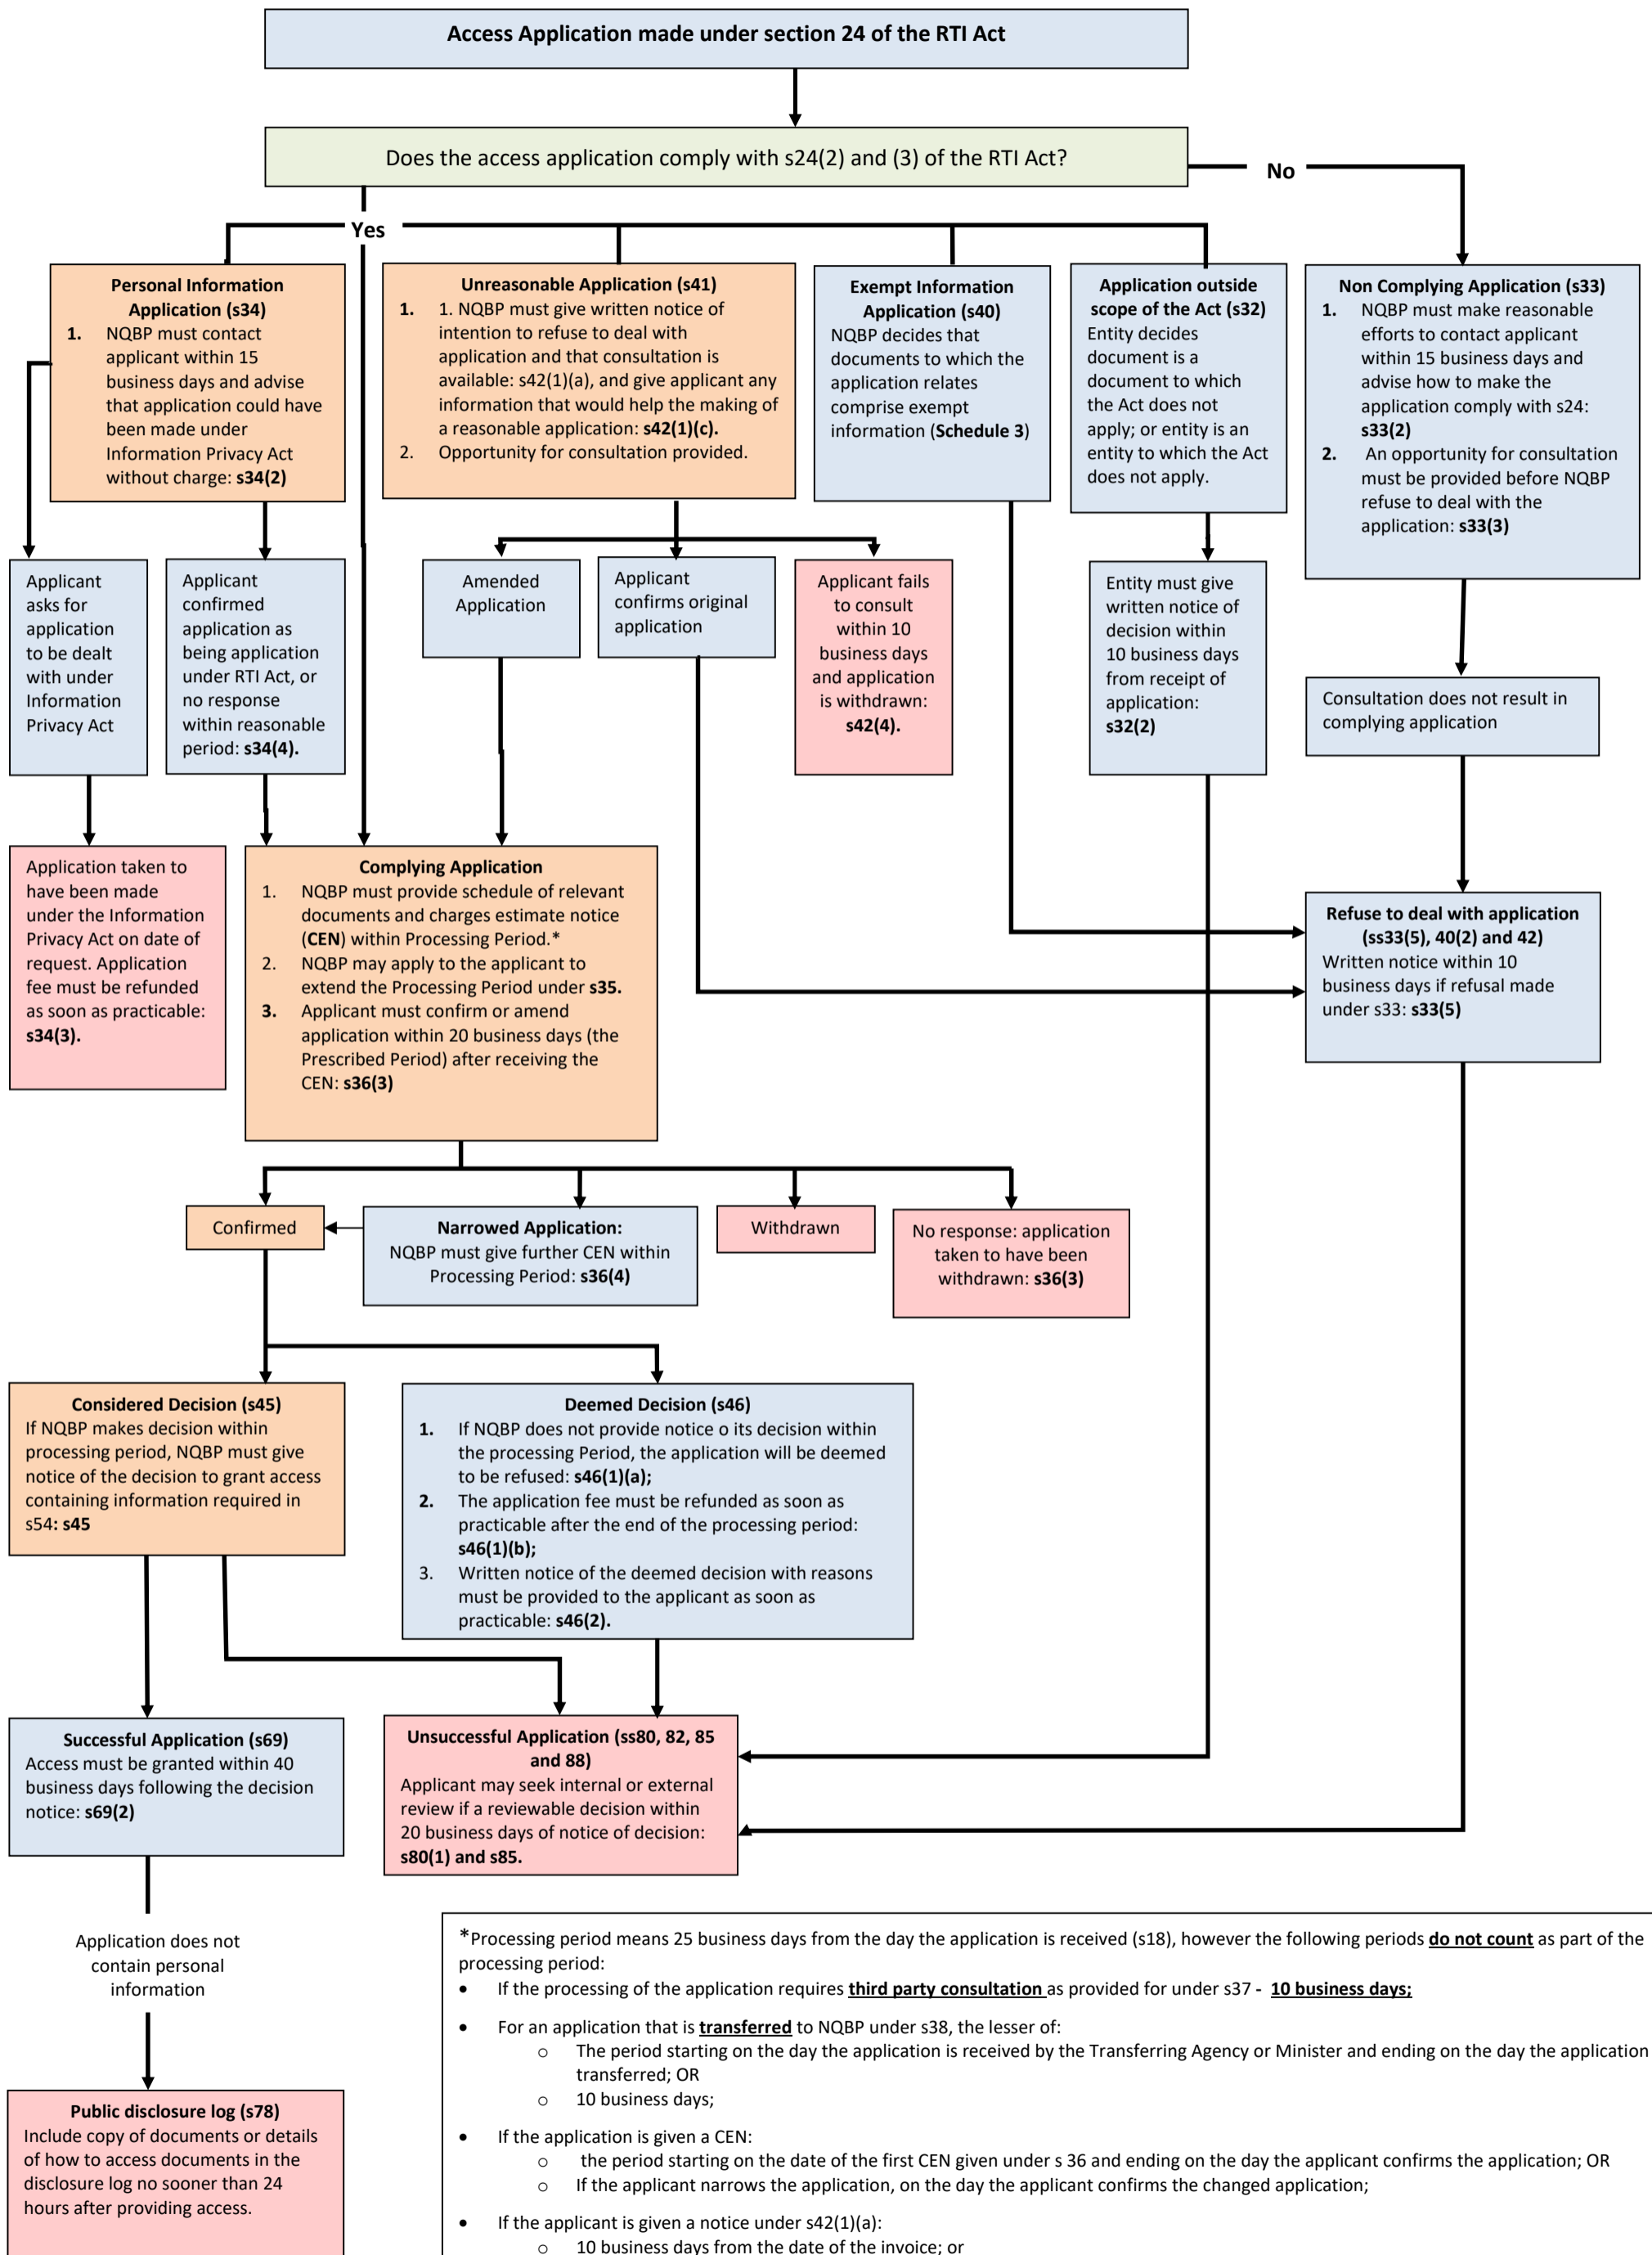 Access Application made under section 24 of the RTI Act
Does the access application comply with s24(2) and (3) of the RTI Act?
No
Yes
Personal Information
Application (s34)
1. NQBP must contact
applicant within 15
business days and advise
that application could have
been made under
Information Privacy Act
without charge: s34(2)
Unreasonable Application (s41)
1. 1. NQBP must give written notice of
intention to refuse to deal with
application and that consultation is
available: s42(1)(a), and give applicant any
information that would help the making of
a reasonable application: s42(1)(c).
2. Opportunity for consultation provided.
Exempt Information
Application (s40)
NQBP decides that
documents to which the
application relates
comprise exempt
information (Schedule 3)
Application outside
scope of the Act (s32)
Entity decides
document is a
document to which
the Act does not
apply; or entity is an
entity to which the Act
does not apply.
Non Complying Application (s33)
1. NQBP must make reasonable
efforts to contact applicant
within 15 business days and
advise how to make the
application comply with s24:
s33(2)
2. An opportunity for consultation
must be provided before NQBP
refuse to deal with the
application: s33(3)
Applicant
asks for
application
to be dealt
with under
Information
Privacy Act
Applicant
confirmed
application as
being application
under RTI Act, or
no response
within reasonable
period: s34(4).
Amended
Application
Applicant
confirms original
application
Applicant fails
to consult
within 10
business days
and application
is withdrawn:
s42(4).
Entity must give
written notice of
decision within
10 business days
from receipt of
application:
s32(2)
Consultation does not result in
complying application
Application taken to
have been made
under the Information
Privacy Act on date of
request. Application
fee must be refunded
as soon as practicable:
s34(3).
Complying Application
1. NQBP must provide schedule of relevant
documents and charges estimate notice
(CEN) within Processing Period.*
2. NQBP may apply to the applicant to
extend the Processing Period under s35.
3. Applicant must confirm or amend
application within 20 business days (the
Prescribed Period) after receiving the
CEN: s36(3)
Refuse to deal with application
(ss33(5), 40(2) and 42)
Written notice within 10
business days if refusal made
under s33: s33(5)
Confirmed
Narrowed Application:
NQBP must give further CEN within
Processing Period: s36(4)
Withdrawn
No response: application
taken to have been
withdrawn: s36(3)
Considered Decision (s45)
If NQBP makes decision within
processing period, NQBP must give
notice of the decision to grant access
containing information required in
s54: s45
Deemed Decision (s46)
1. If NQBP does not provide notice o its decision within
the processing Period, the application will be deemed
to be refused: s46(1)(a);
2. The application fee must be refunded as soon as
practicable after the end of the processing period:
s46(1)(b);
3. Written notice of the deemed decision with reasons
must be provided to the applicant as soon as
practicable: s46(2).
Successful Application (s69)
Access must be granted within 40
business days following the decision
notice: s69(2)
Unsuccessful Application (ss80, 82, 85
and 88)
Applicant may seek internal or external
review if a reviewable decision within
20 business days of notice of decision:
s80(1) and s85.
Application does not
contain personal
information
Public disclosure log (s78)
Include copy of documents or details
of how to access documents in the
disclosure log no sooner than 24
hours after providing access.
*Processing period means 25 business days from the day the application is received (s18), however the following periods do not count as part of the
processing period:
• If the processing of the application requires third party consultation as provided for under s37 - 10 business days;
• For an application that is transferred to NQBP under s38, the lesser of:
o The period starting on the day the application is received by the Transferring Agency or Minister and ending on the day the application
transferred; OR
o 10 business days;
• If the application is given a CEN:
o the period starting on the date of the first CEN given under s 36 and ending on the day the applicant confirms the application; OR
o If the applicant narrows the application, on the day the applicant confirms the changed application;
• If the applicant is given a notice under s42(1)(a):
o 10 business days from the date of the invoice; or